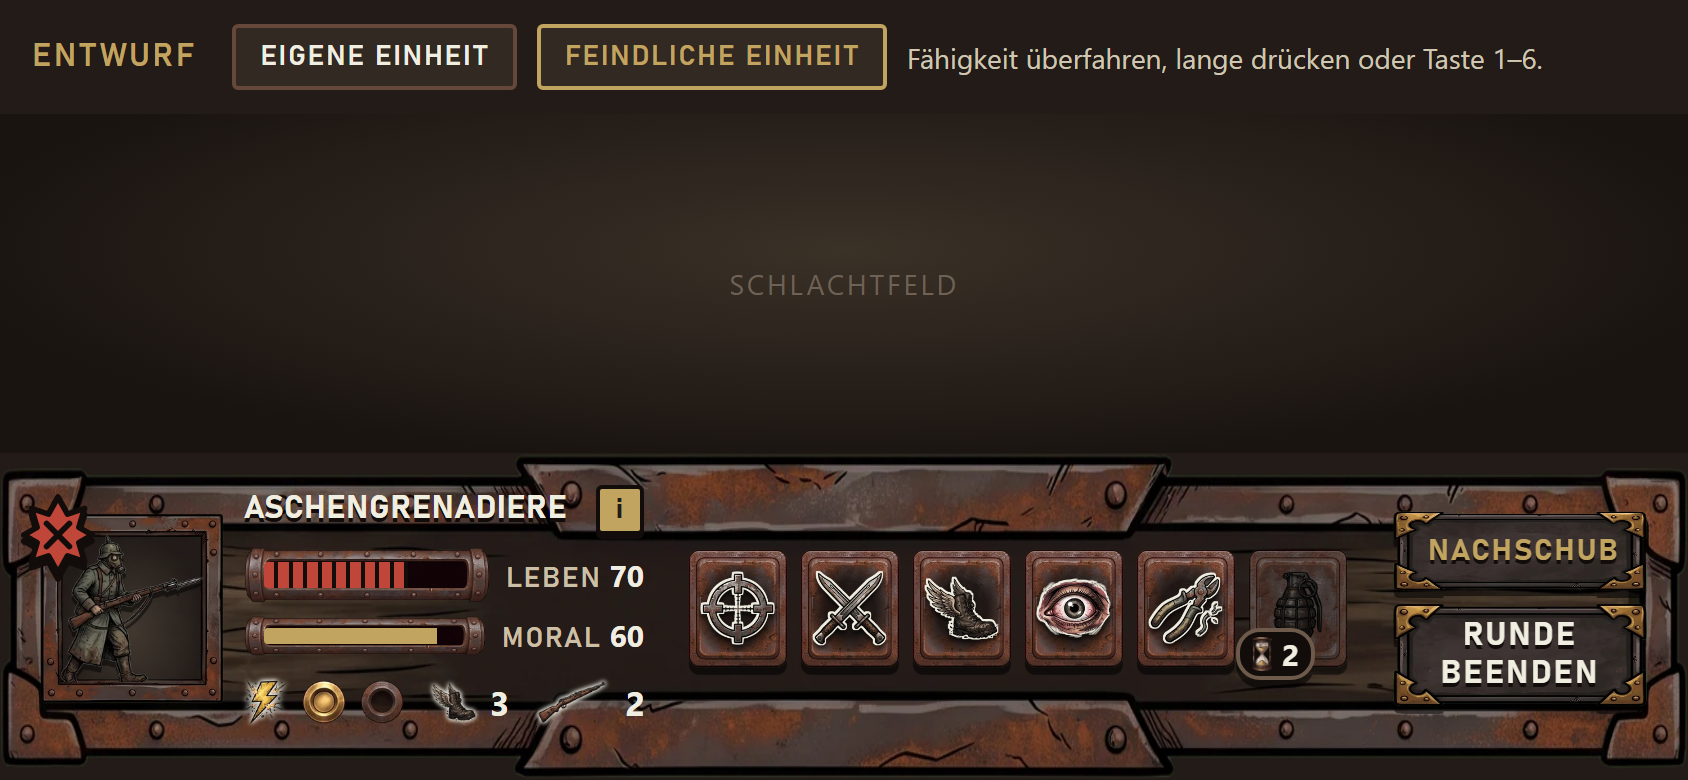 ENTWURF
EIGENE EINHEIT
FEINDLICHE EINHEIT
Fähigkeit überfahren, lange drücken oder Taste 1–6.
SCHLACHTFELD
ASCHENGRENADIERE
i
LEBEN 70
MORAL 60
3
2
2
NACHSCHUB
RUNDE
BEENDEN